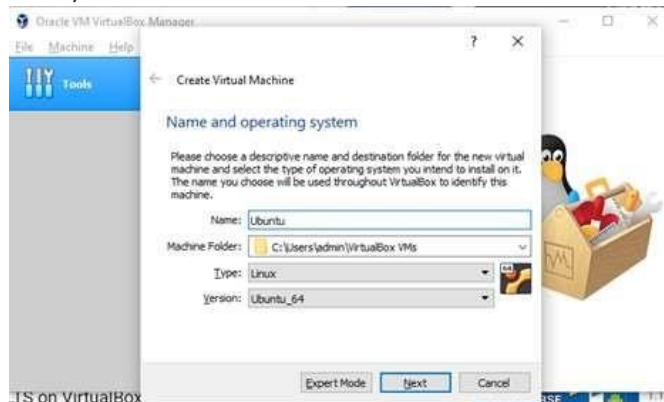 Oracle VM VirtualBox Manager
File Machine Help
? ×
Tools
Create Virtual Machine
Name and operating system
Please choose a descriptive name and destination folder for the new virtual
machine and select the type of operating system you intend to install on it.
The name you choose will be used throughout VirtualBox to identify this
machine.
Name: Ubuntu
Machine Folder: C:\Users\admin\VirtualBox VMs
Type: Linux
64
Version: Ubuntu_64
VM
Expert Mode Next Cancel
TS on VirtualBox